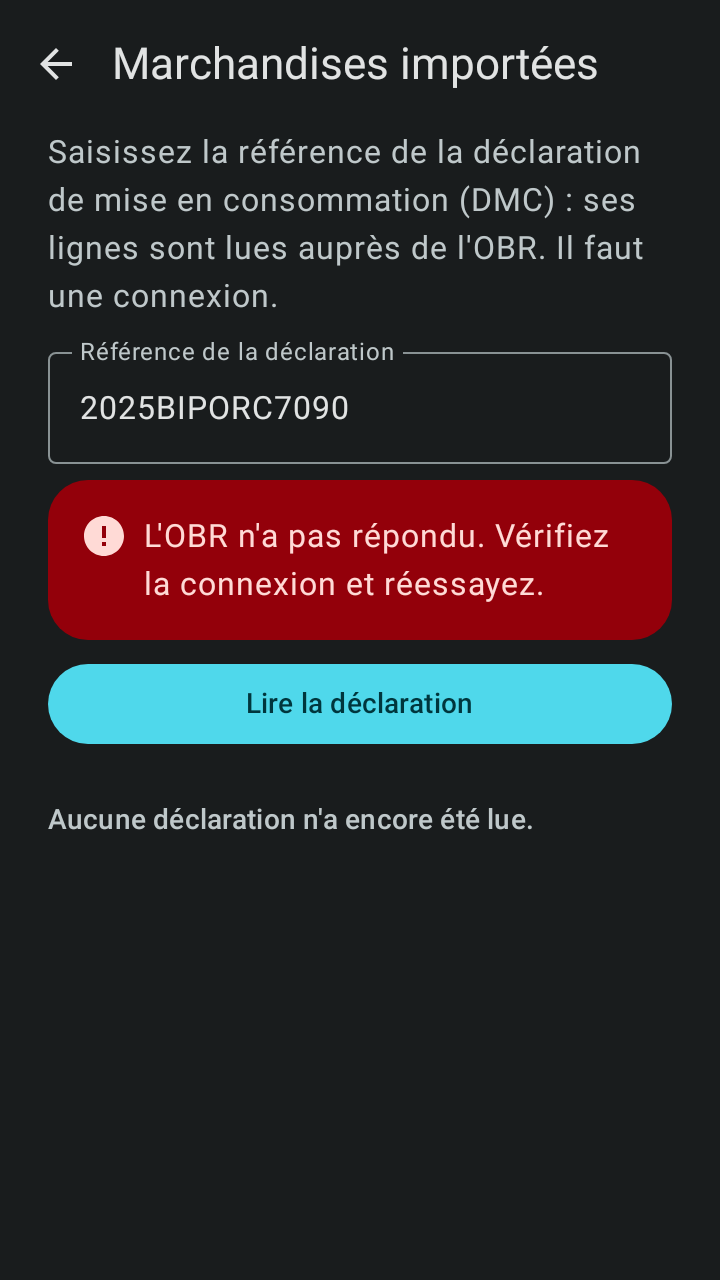 Marchandises importées
Saisissez la référence de la déclaration
de mise en consommation (DMC) : ses
lignes sont lues auprès de l'OBR. Il faut
une connexion.
Référence de la déclaration
2025BIPORC7090
L'OBR n'a pas répondu. Vérifiez
la connexion et réessayez.
Lire la déclaration
Aucune déclaration n'a encore été lue.